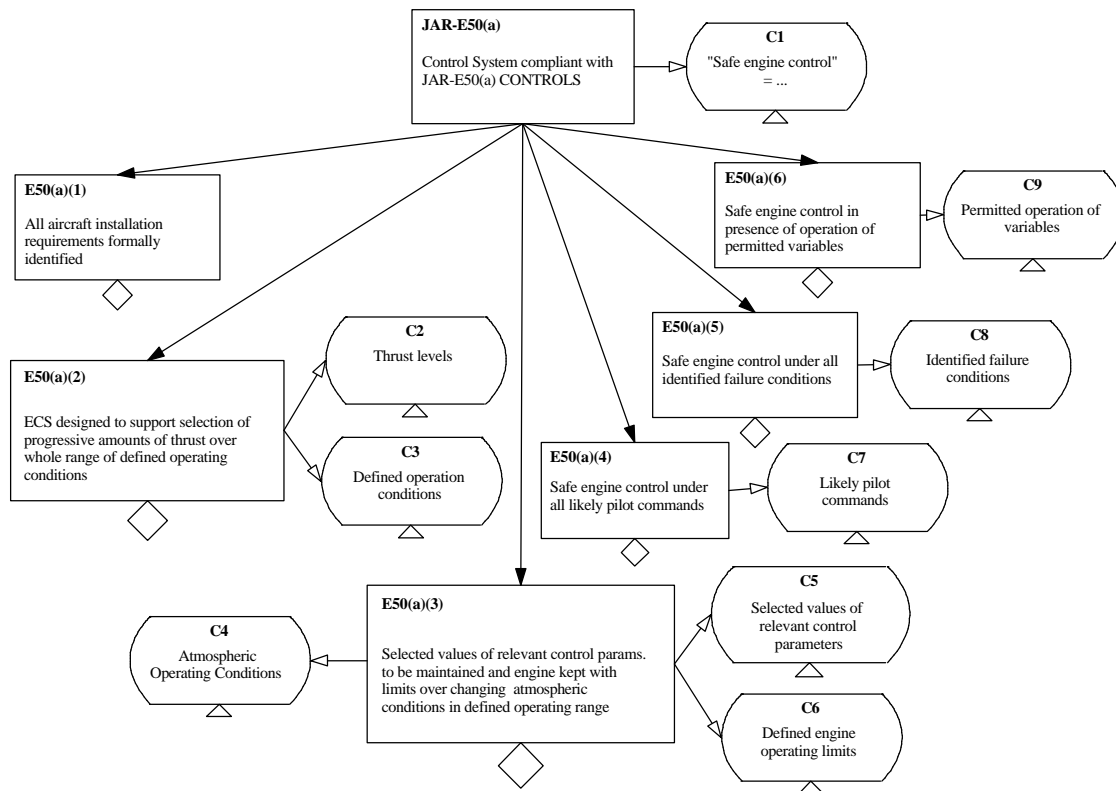 JAR-E50(a)
Control System compliant with
JAR-E50(a) CONTROLS
C1
"Safe engine control"
= ...
E50(a)(1)
All aircraft installation
requirements formally
identified
E50(a)(6)
Safe engine control in
presence of operation of
permitted variables
C9
Permitted operation of
variables
E50(a)(2)
ECS designed to support selection of
progressive amounts of thrust over
whole range of defined operating
conditions
C2
Thrust levels
C3
Defined operation
conditions
E50(a)(5)
Safe engine control under all
identified failure conditions
C8
Identified failure
conditions
E50(a)(4)
Safe engine control under
all likely pilot commands
C7
Likely pilot
commands
E50(a)(3)
Selected values of relevant control params.
to be maintained and engine kept with
limits over changing atmospheric
conditions in defined operating range
C4
Atmospheric
Operating Conditions
C5
Selected values of
relevant control
parameters
C6
Defined engine
operating limits